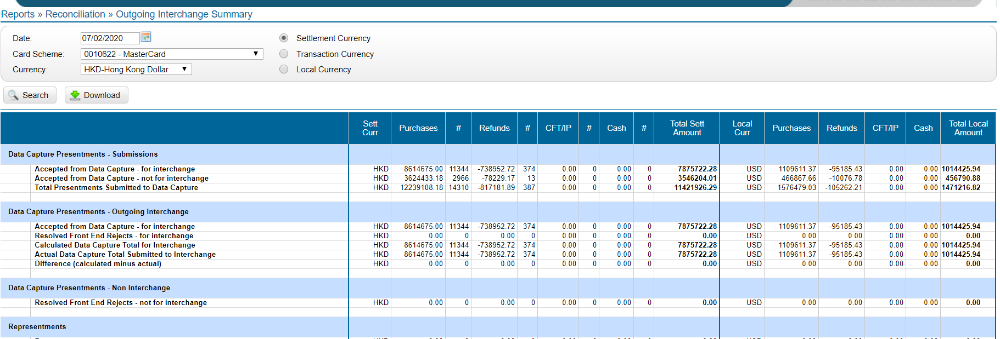 Reports » Reconciliation » Outgoing Interchange Summary
Date: 07/02/2020 Settlement Currency
Card Scheme: 0010622 - MasterCard Transaction Currency
Currency: HKD-Hong Kong Dollar Local Currency
Search Download
Sett Curr Purchases # Refunds # CFT/IP # Cash # Total Sett Amount Local Curr Purchases Refunds CFT/IP Cash Total Local Amount
Data Capture Presentments - Submissions
Accepted from Data Capture - for interchange HKD 8614675.00 11344 -738952.72 374 0.00 0 0.00 0 7875722.28 USD 1109611.37 -95185.43 0.00 0.00 1014425.94
Accepted from Data Capture - not for interchange HKD 3624433.18 2966 -78229.17 13 0.00 0 0.00 0 3546204.01 USD 466867.66 -10076.78 0.00 0.00 456790.88
Total Presentments Submitted to Data Capture HKD 12239108.18 14310 -817181.89 387 0.00 0 0.00 0 11421926.29 USD 1576479.03 -105262.21 0.00 0.00 1471216.82
Data Capture Presentments - Outgoing Interchange
Accepted from Data Capture - for interchange HKD 8614675.00 11344 -738952.72 374 0.00 0 0.00 0 7875722.28 USD 1109611.37 -95185.43 0.00 0.00 1014425.94
Resolved Front End Rejects - for interchange HKD 0.00 0 0.00 0 0.00 0 0.00 0 0.00 USD 0.00 0.00 0.00 0.00 0.00
Calculated Data Capture Total for Interchange HKD 8614675.00 11344 -738952.72 374 0.00 0 0.00 0 7875722.28 USD 1109611.37 -95185.43 0.00 0.00 1014425.94
Actual Data Capture Total Submitted to Interchange HKD 8614675.00 11344 -738952.72 374 0.00 0 0.00 0 7875722.28 USD 1109611.37 -95185.43 0.00 0.00 1014425.94
Difference (calculated minus actual) HKD 0.00 0 0.00 0 0.00 0 0.00 0 0.00 USD 0.00 0.00 0.00 0.00 0.00
Data Capture Presentments - Non Interchange
Resolved Front End Rejects - not for interchange HKD 0.00 0 0.00 0 0.00 0 0.00 0 0.00 USD 0.00 0.00 0.00 0.00 0.00
Representments